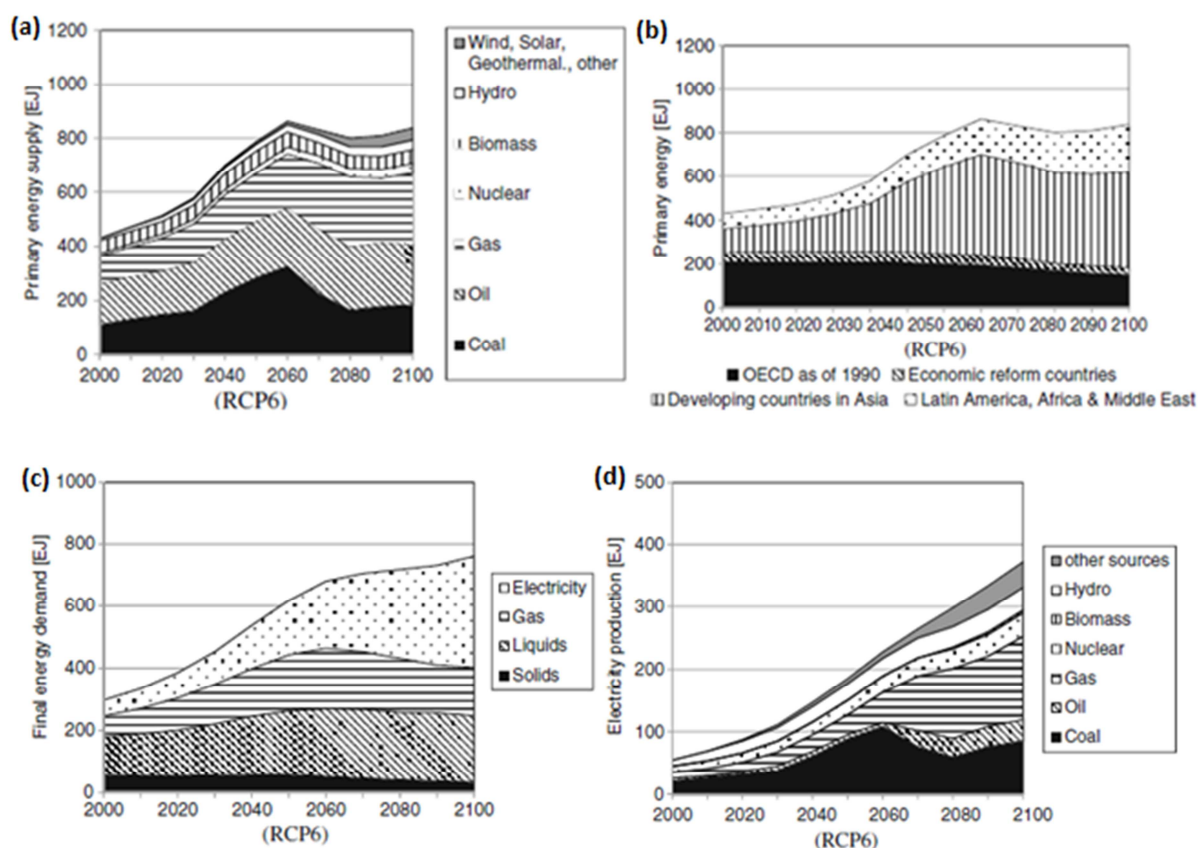 (a)
Primary energy supply [EJ]
1200
1000
800
600
400
200
0
2000 2020 2040 2060 2080 2100
(RCP6)
Wind, Solar,
Geothermal., other
Hydro
Biomass
Nuclear
Gas
Oil
Coal
(b)
Primary energy [EJ]
1200
1000
800
600
400
200
0
2000 2010 2020 2030 2040 2050 2060 2070 2080 2090 2100
(RCP6)
OECD as of 1990 Economic reform countries
Developing countries in Asia Latin America, Africa & Middle East
(c)
Final energy demand [EJ]
1000
800
600
400
200
0
2000 2020 2040 2060 2080 2100
(RCP6)
Electricity
Gas
Liquids
Solids
(d)
Electricity production [EJ]
500
400
300
200
100
0
2000 2020 2040 2060 2080 2100
(RCP6)
other sources
Hydro
Biomass
Nuclear
Gas
Oil
Coal